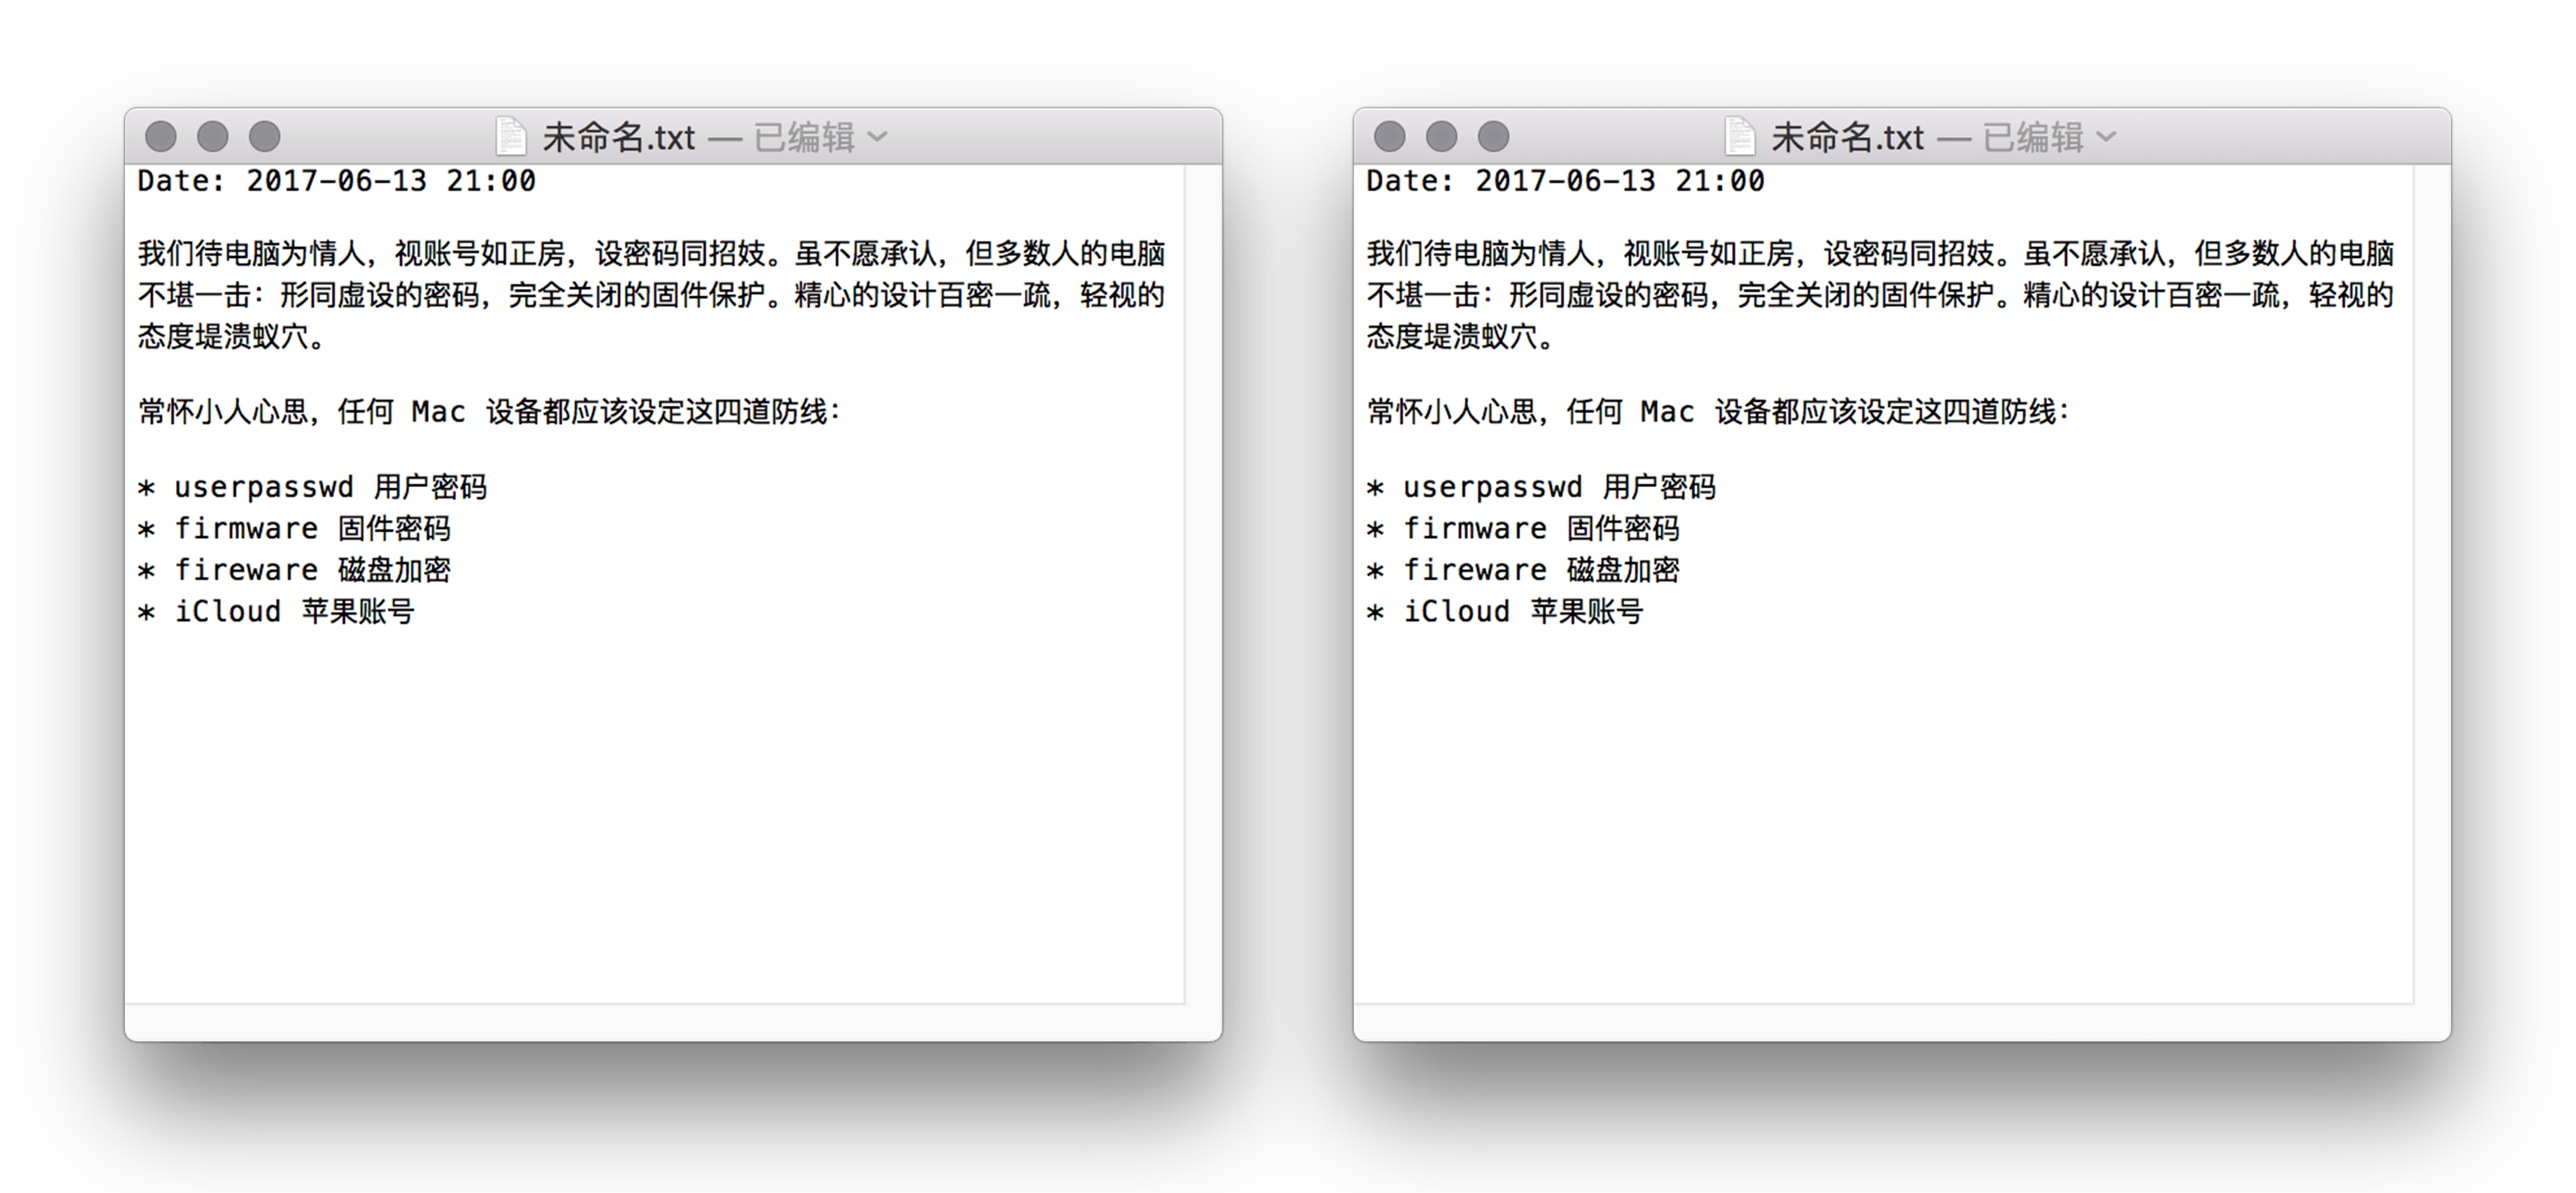 未命名.txt — 已编辑
Date: 2017-06-13 21:00
我们待电脑为情人，视账号如正房，设密码同招妓。虽不愿承认，但多数人的电脑
不堪一击：形同虚设的密码，完全关闭的固件保护。精心的设计百密一疏，轻视的
态度堤溃蚁穴。
常怀小人心思，任何 Mac 设备都应该设定这四道防线：
* userpasswd 用户密码
* firmware 固件密码
* fireware 磁盘加密
* iCloud 苹果账号
未命名.txt — 已编辑
Date: 2017-06-13 21:00
我们待电脑为情人，视账号如正房，设密码同招妓。虽不愿承认，但多数人的电脑
不堪一击：形同虚设的密码，完全关闭的固件保护。精心的设计百密一疏，轻视的
态度堤溃蚁穴。
常怀小人心思，任何 Mac 设备都应该设定这四道防线：
* userpasswd 用户密码
* firmware 固件密码
* fireware 磁盘加密
* iCloud 苹果账号